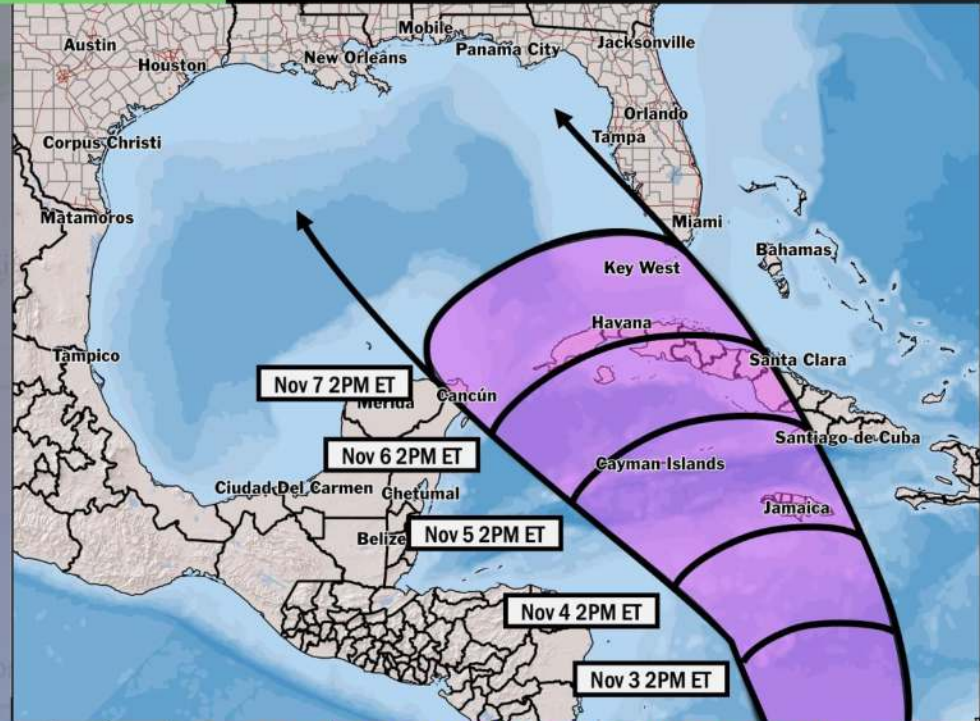 Mobile
Austin
Panama City
Jacksonville
New Orleans
Houston
Orlando
Corpus Christi
Tampa
Matamoros
Miami
Bahamas
Key West
Havana
Tampico
Santa Clara
Nov 7 2PM ET
Cancún
Mérida
Santiago de Cuba
Nov 6 2PM ET
Cayman Islands
Ciudad Del Carmen
Chetumal
Jamaica
Belize
Nov 5 2PM ET
Nov 4 2PM ET
Nov 3 2PM ET